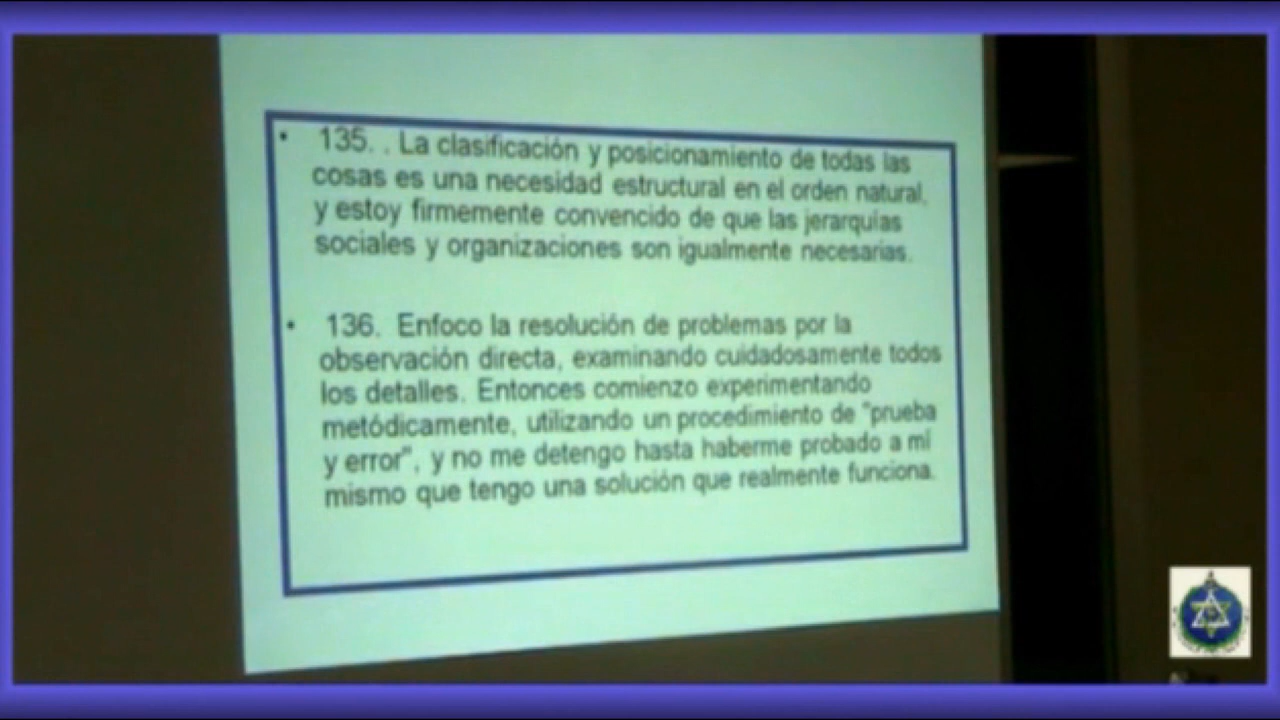 • 135. . La clasificación y posicionamiento de todas las
cosas es una necesidad estructural en el orden natural,
y estoy firmemente convencido de que las jerarquías
sociales y organizaciones son igualmente necesarias.
• 136. Enfoco la resolución de problemas por la
observación directa, examinando cuidadosamente todos
los detalles. Entonces comienzo experimentando
metódicamente, utilizando un procedimiento de "prueba
y error", y no me detengo hasta haberme probado a mí
mismo que tengo una solución que realmente funciona.